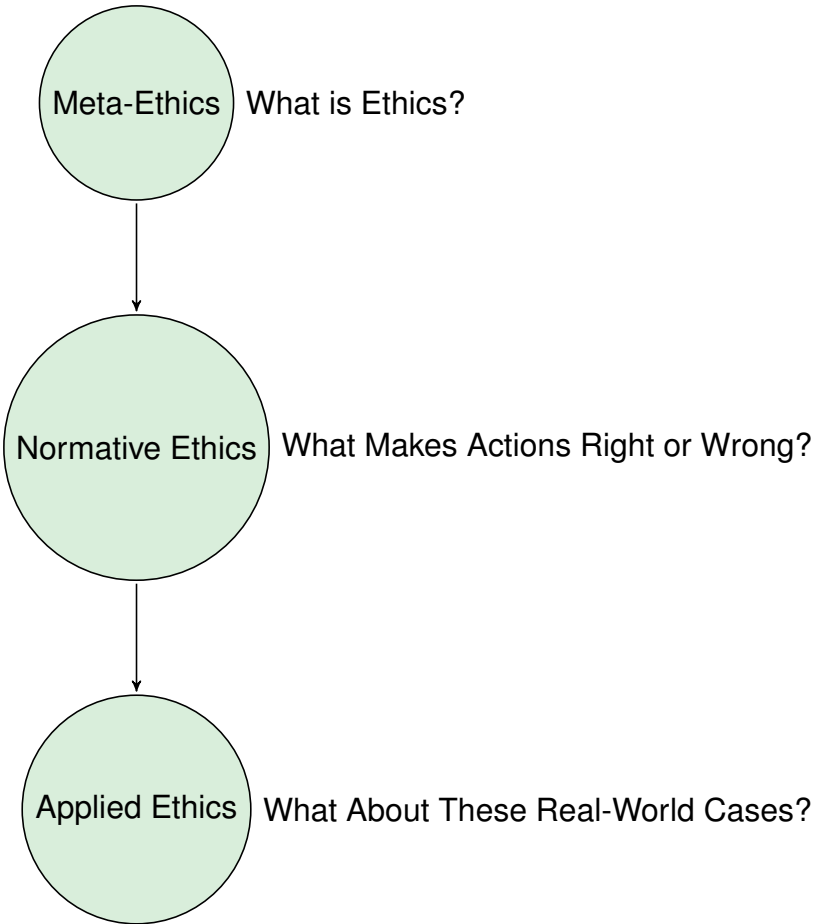 Meta-Ethics What is Ethics?
Normative Ethics What Makes Actions Right or Wrong?
Applied Ethics What About These Real-World Cases?